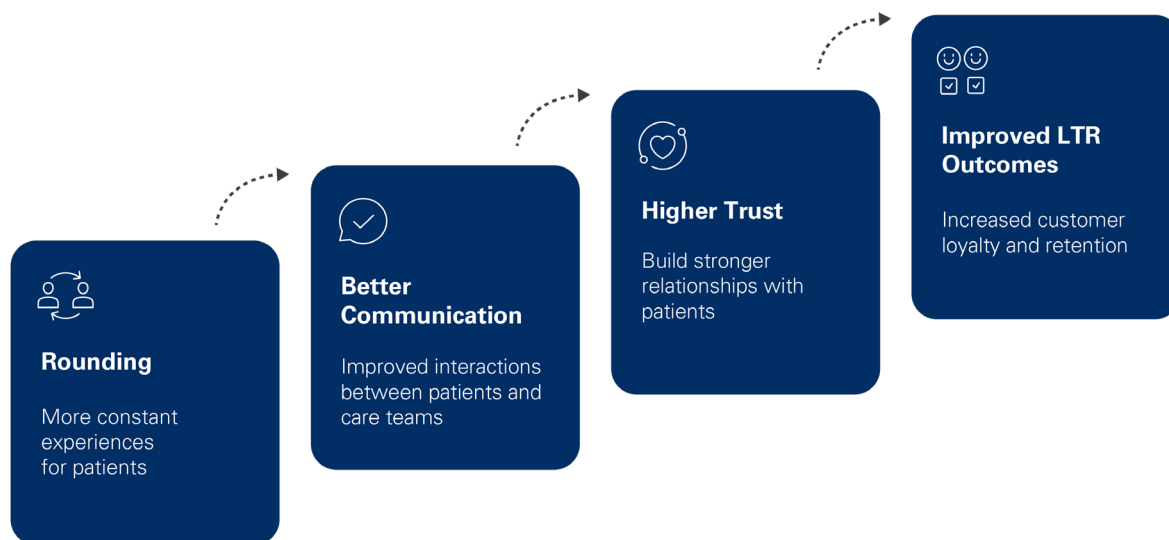 Rounding
More constant
experiences
for patients
Better
Communication
Improved interactions
between patients and
care teams
Higher Trust
Build stronger
relationships with
patients
Improved LTR
Outcomes
Increased customer
loyalty and retention